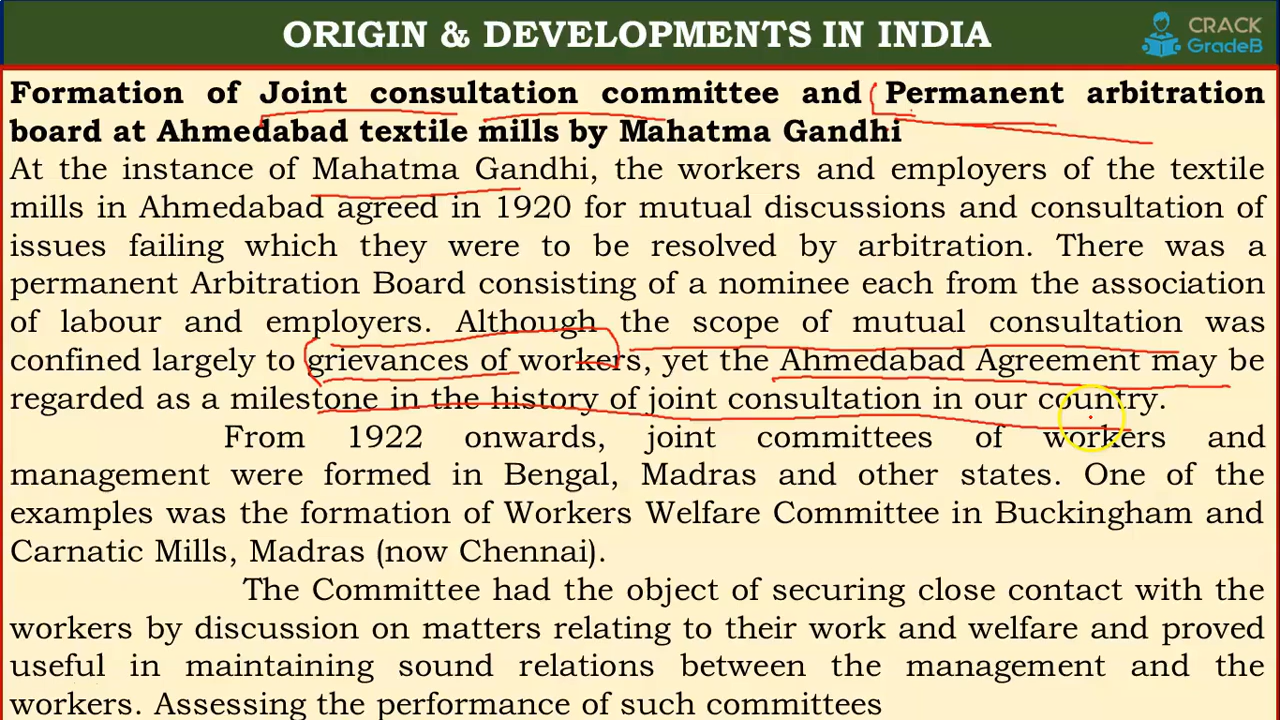 ORIGIN & DEVELOPMENTS IN INDIA
CRACK
GradeB
Formation of Joint consultation committee and Permanent arbitration
board at Ahmedabad textile mills by Mahatma Gandhi
At the instance of Mahatma Gandhi, the workers and employers of the textile
mills in Ahmedabad agreed in 1920 for mutual discussions and consultation of
issues failing which they were to be resolved by arbitration. There was a
permanent Arbitration Board consisting of a nominee each from the association
of labour and employers. Although the scope of mutual consultation was
confined largely to grievances of workers, yet the Ahmedabad Agreement may be
regarded as a milestone in the history of joint consultation in our country.
From 1922 onwards, joint committees of workers and
management were formed in Bengal, Madras and other states. One of the
examples was the formation of Workers Welfare Committee in Buckingham and
Carnatic Mills, Madras (now Chennai).
The Committee had the object of securing close contact with the
workers by discussion on matters relating to their work and welfare and proved
useful in maintaining sound relations between the management and the
workers. Assessing the performance of such committees